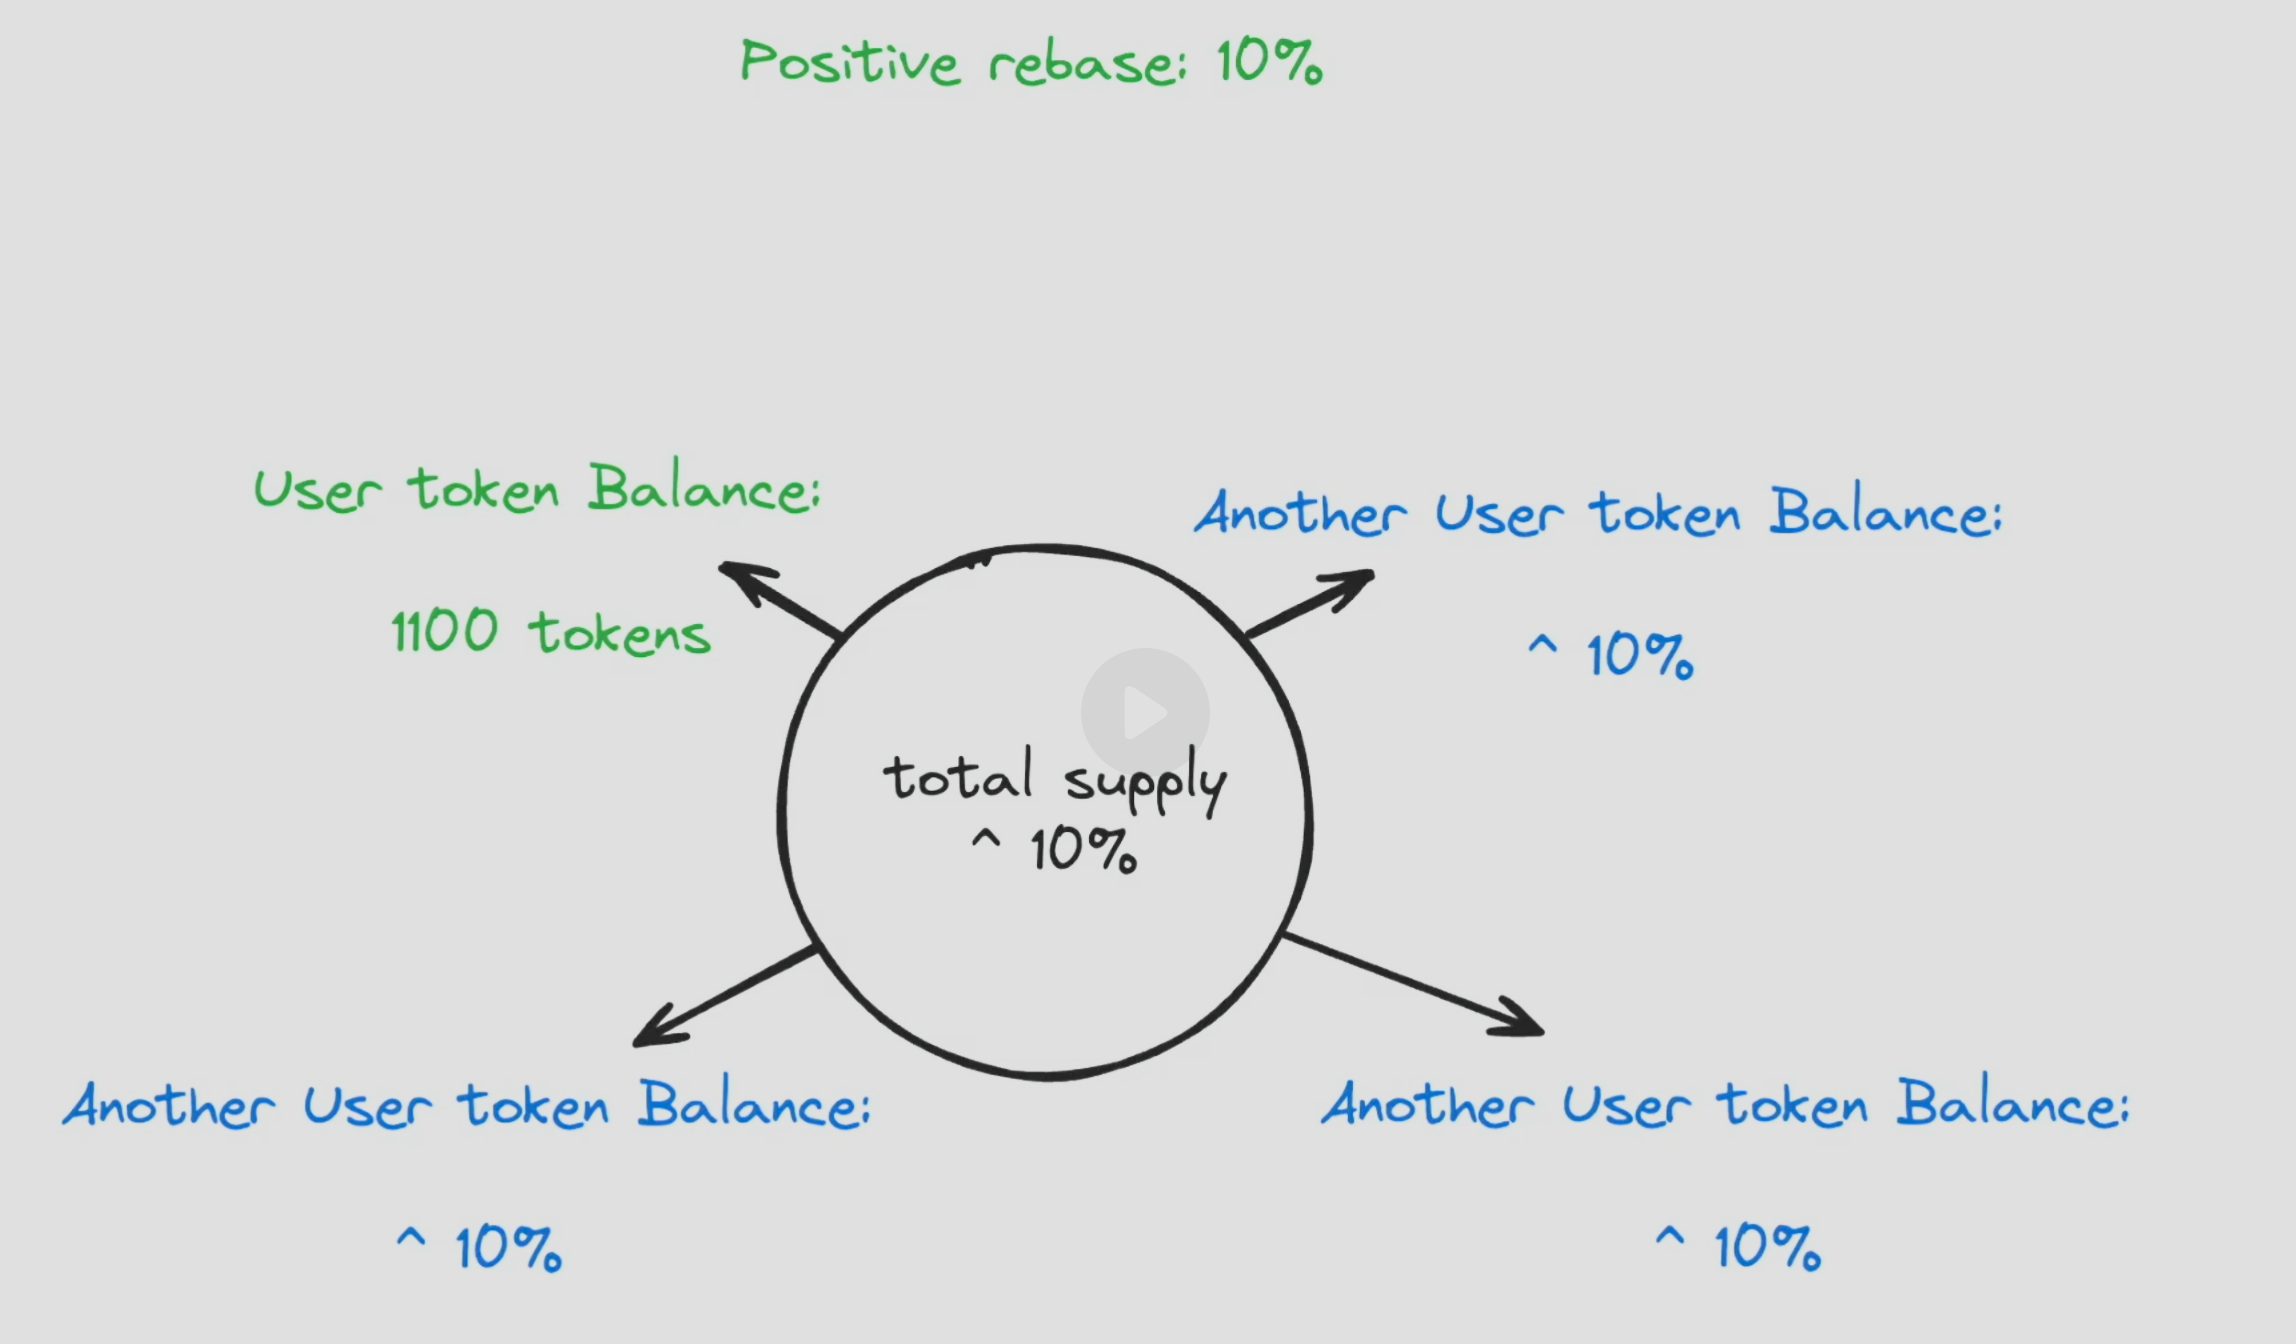 Positive rebase: 10%
User token Balance:
1100 tokens
Another User token Balance:
^ 10%
total supply
^ 10%
Another User token Balance:
^ 10%
Another User token Balance:
^ 10%